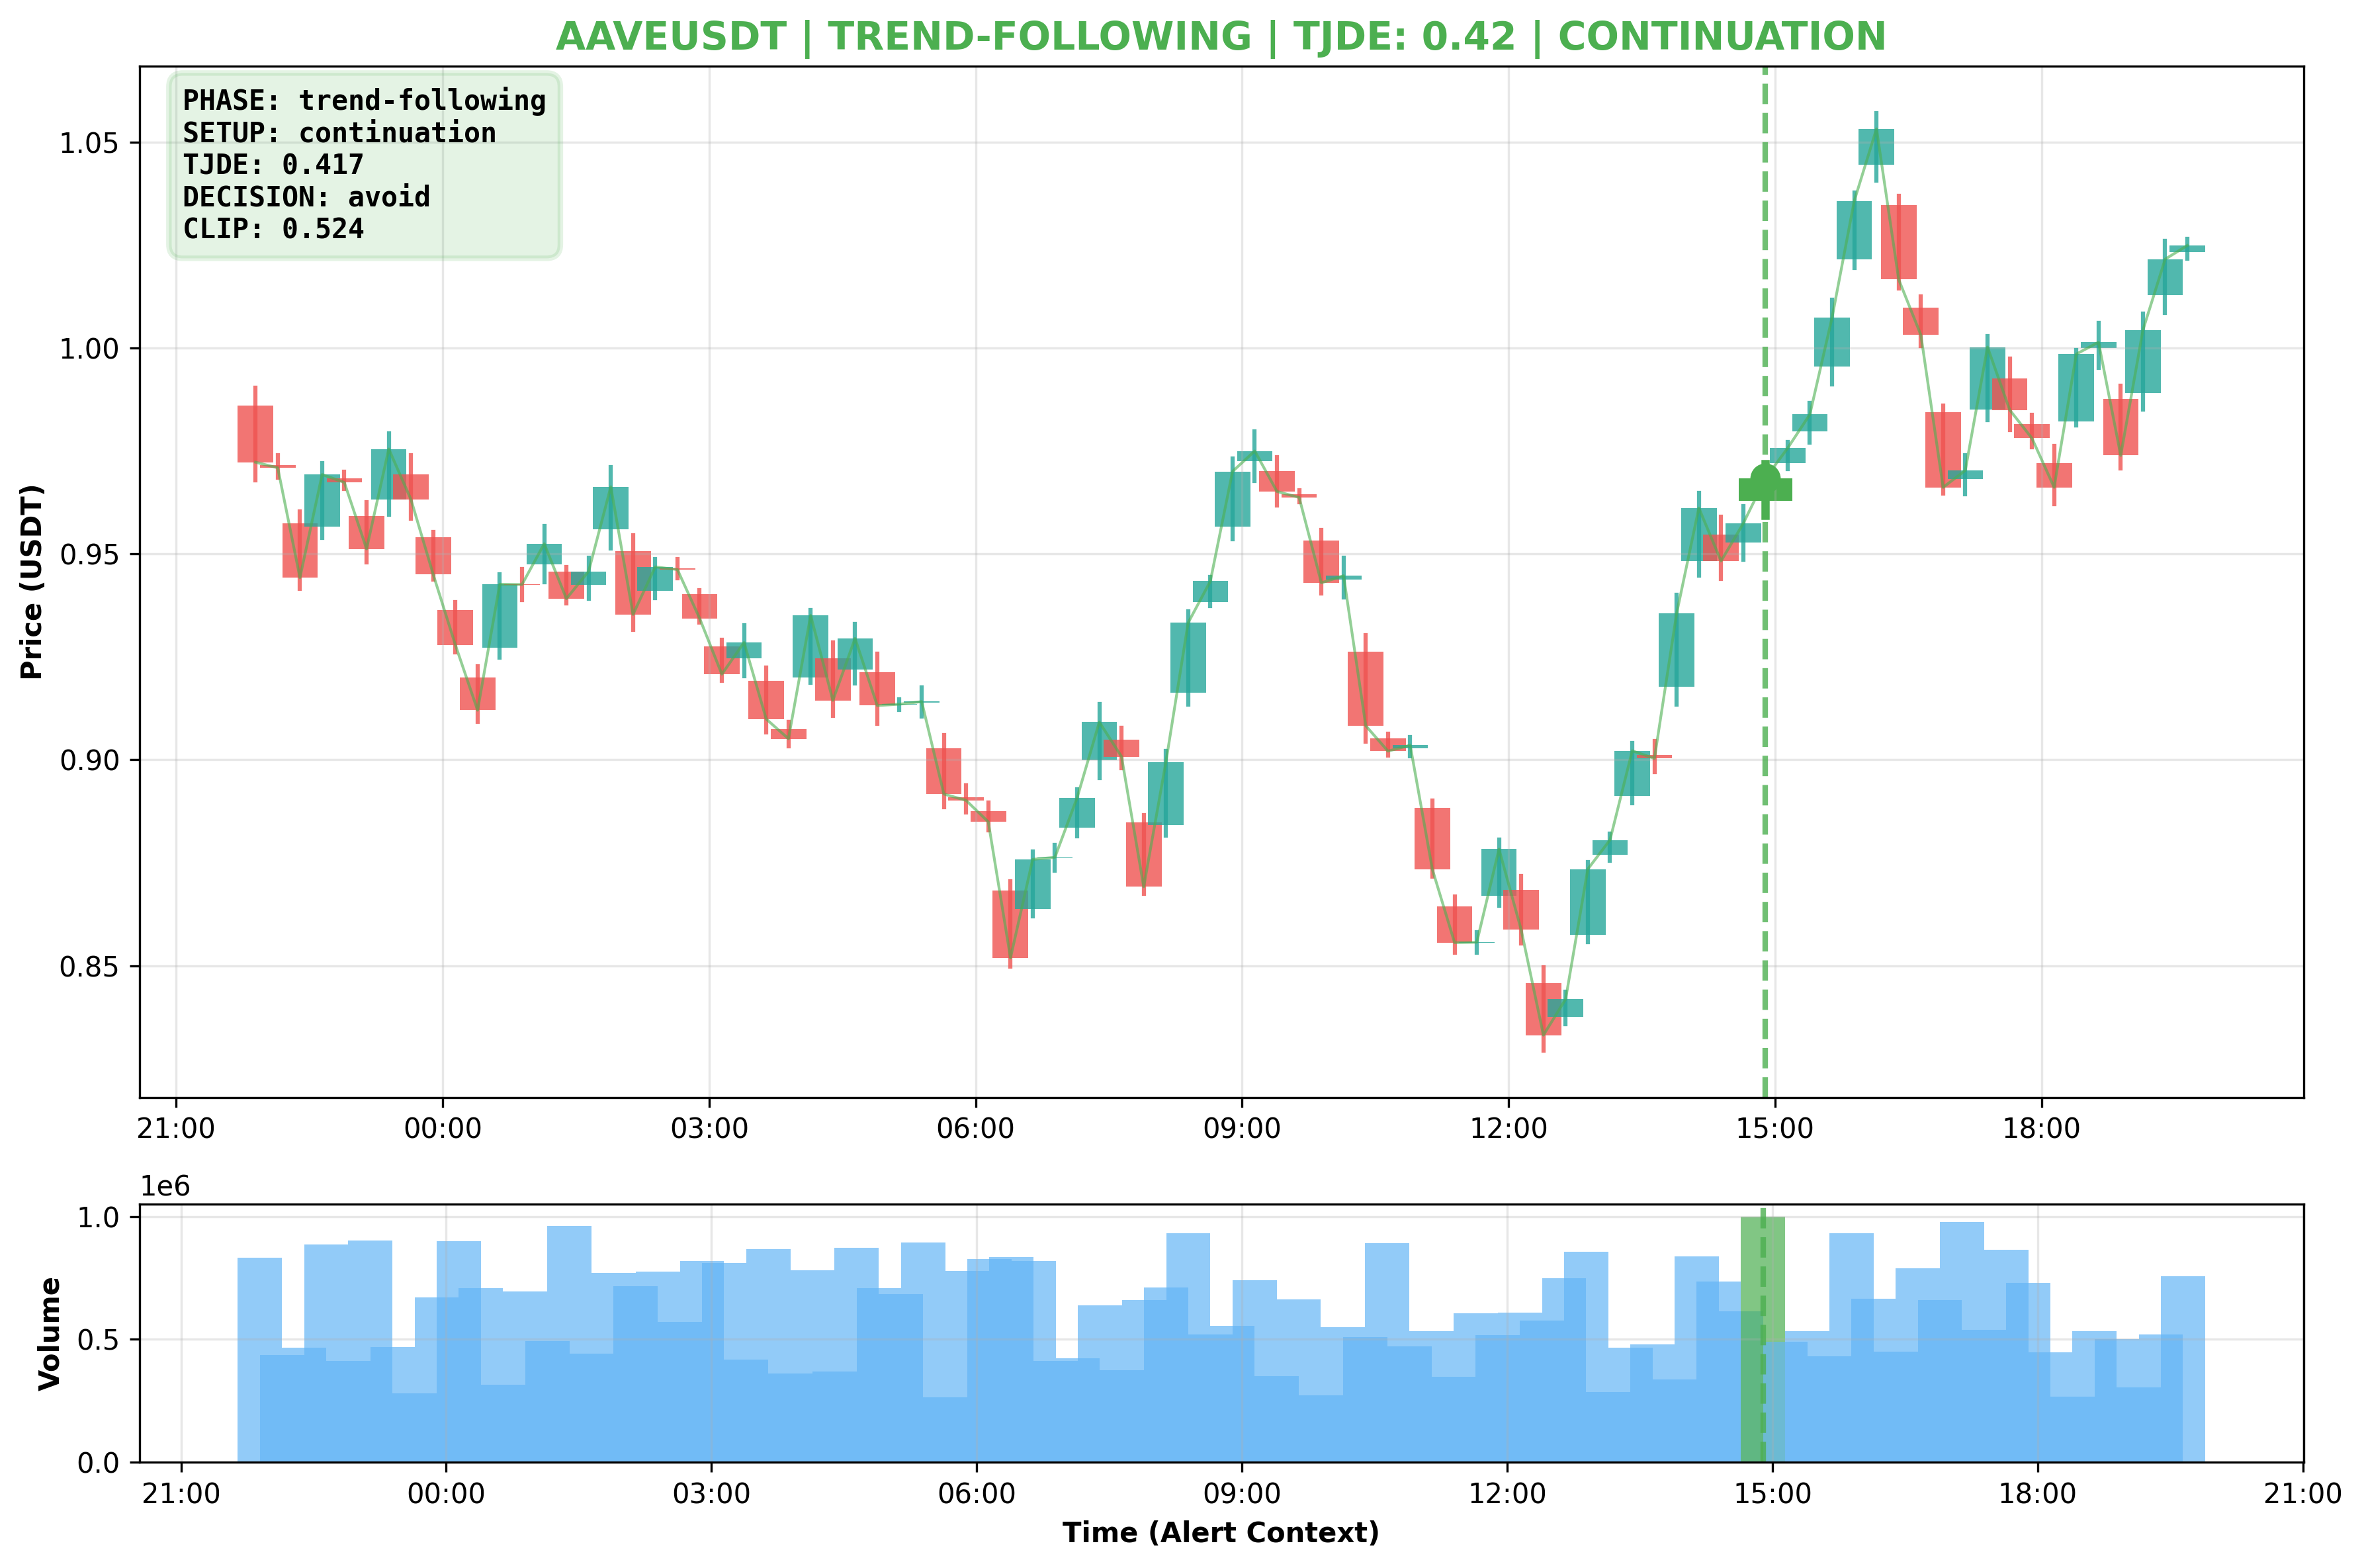 AAVEUSDT | TREND-FOLLOWING | TJDE: 0.42 | CONTINUATION
PHASE: trend-following
SETUP: continuation
TJDE: 0.417
DECISION: avoid
CLIP: 0.524
Price (USDT)
1.05
1.00
0.95
0.90
0.85
21:00 00:00 03:00 06:00 09:00 12:00 15:00 18:00
1e6
Volume
1.0
0.5
0.0
21:00 00:00 03:00 06:00 09:00 12:00 15:00 18:00 21:00
Time (Alert Context)